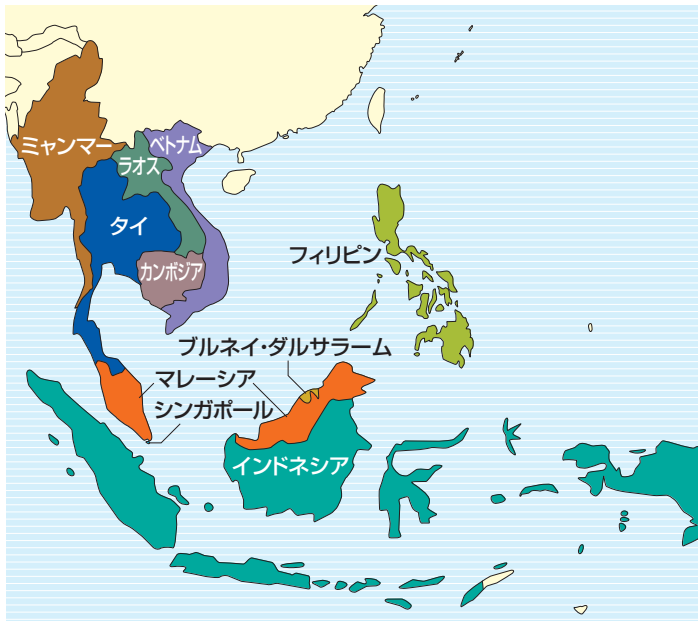 ミャンマー
ベトナム
ラオス
タイ
カンボジア
フィリピン
ブルネイ・ダルサラーム
マレーシア
シンガポール
インドネシア